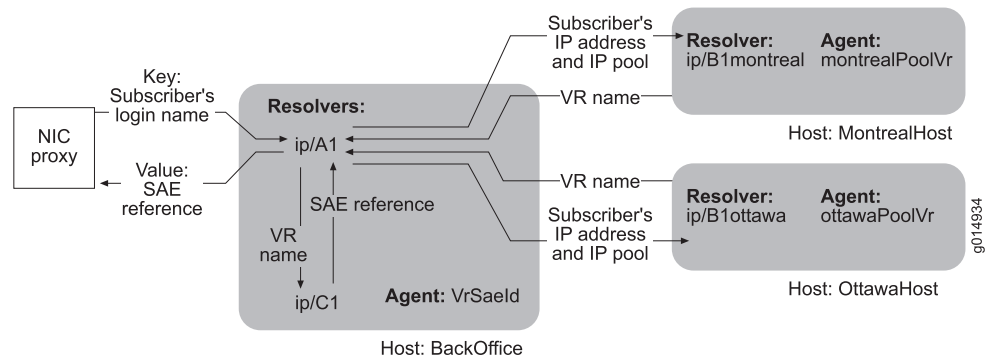 Key:
Subscriber's
login name
NIC
proxy
Value:
SAE
reference
Resolvers:
ip/A1
SAE reference
VR
name
ip/C1
Agent: VrSaeId
Host: BackOffice
Subscriber's
IP address
and IP pool
VR name
VR name
Subscriber's
IP address
and IP pool
Resolver: Agent:
ip/B1montreal montrealPoolVr
Host: MontrealHost
Resolver: Agent:
ip/B1ottawa ottawaPoolVr
Host: OttawaHost
g014934